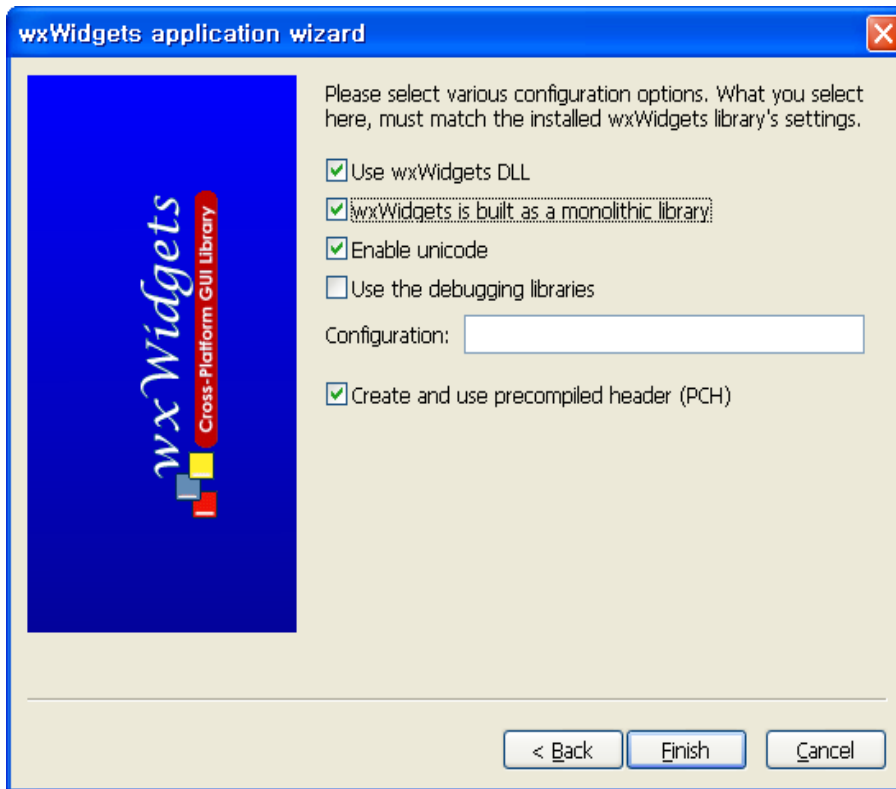 wxWidgets application wizard
Please select various configuration options. What you select
here, must match the installed wxWidgets library's settings.
wxWidgets
Cross-Platform GUI Library
Use wxWidgets DLL
wxWidgets is built as a monolithic library
Enable unicode
Use the debugging libraries
Configuration:
Create and use precompiled header (PCH)
< Back
Finish
Cancel